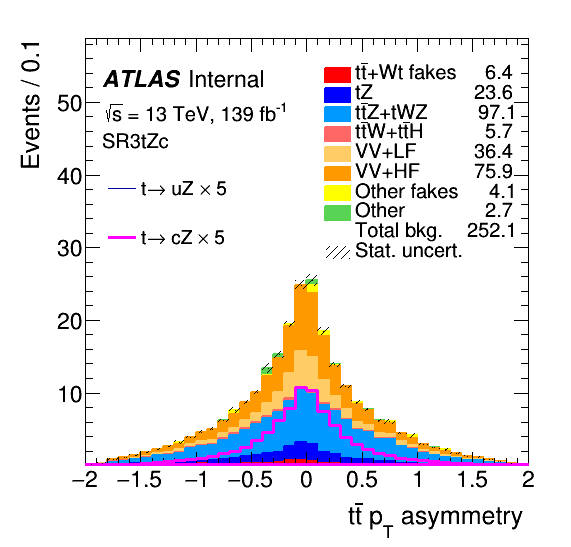 Events / 0.1
ATLAS Internal
√s = 13 TeV, 139 fb⁻¹
SR3tZc
t→ uZ × 5
t→ cZ × 5
tt̄+Wt fakes 6.4
tZ 23.6
tt̄Z+tWZ 97.1
tt̄W+tt̄H 5.7
VV+LF 36.4
VV+HF 75.9
Other fakes 4.1
Other 2.7
Total bkg. 252.1
Stat. uncert.
50
40
30
20
10
−2 −1.5 −1 −0.5 0 0.5 1 1.5 2
tt̄ p_T asymmetry